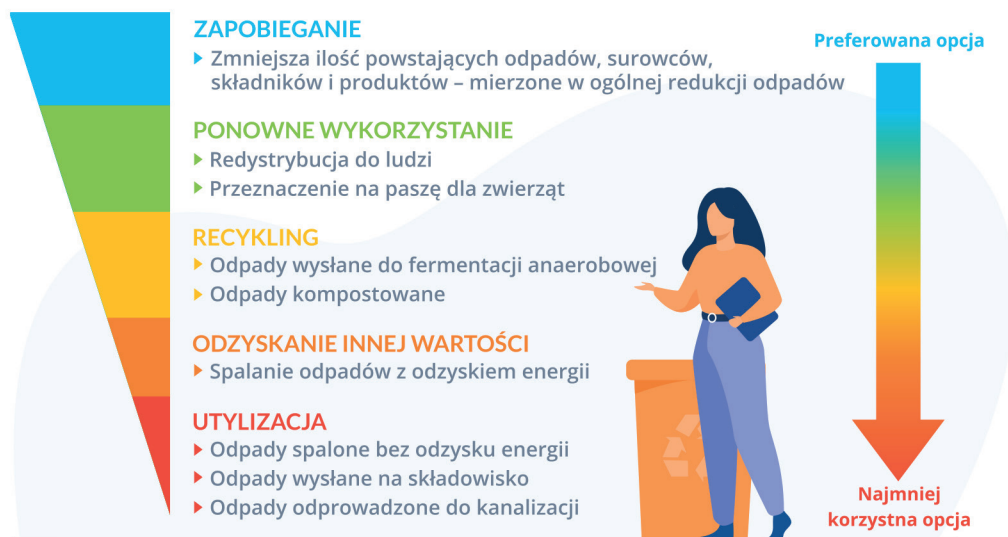 ZAPOBIEGANIE
Zmniejsza ilość powstających odpadów, surowców,
składników i produktów – mierzone w ogólnej redukcji odpadów
Preferowana opcja
PONOWNE WYKORZYSTANIE
Redystrybucja do ludzi
Przeznaczenie na paszę dla zwierząt
RECYKLING
Odpady wysłane do fermentacji anaerobowej
Odpady kompostowane
ODZYSKANIE INNEJ WARTOŚCI
Spalanie odpadów z odzyskiem energii
UTYLIZACJA
Odpady spalone bez odzysku energii
Odpady wysłane na składowisko
Odpady odprowadzone do kanalizacji
Najmniej
korzystna opcja